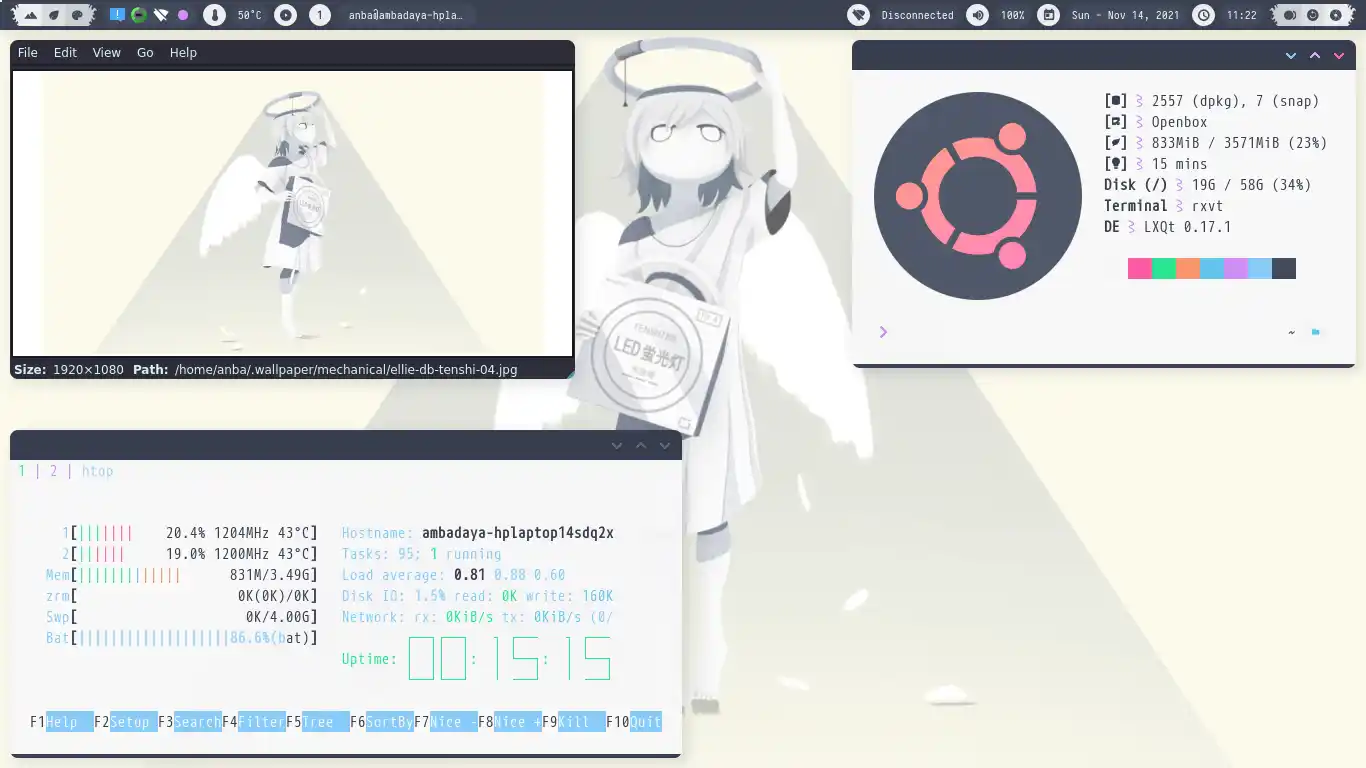 50°C
1
anba@ambadaya-hpla…
Disconnected
100%
Sun - Nov 14, 2021
11:22
File Edit View Go Help
Size: 1920×1080 Path: /home/anba/.wallpaper/mechanical/ellie-db-tenshi-04.jpg
LED 蛍光灯
2557 (dpkg), 7 (snap)
Openbox
833MiB / 3571MiB (23%)
15 mins
Disk (/) 19G / 58G (34%)
Terminal rxvt
DE LXQt 0.17.1
❯ ~
1 | 2 | htop
1[||||||| 20.4% 1204MHz 43°C]
2[|||||| 19.0% 1200MHz 43°C]
Mem[||||||||||||| 831M/3.49G]
zrm[ 0K(0K)/0K]
Swp[ 0K/4.00G]
Bat[|||||||||||||||||||86.6%(bat)]
Hostname: ambadaya-hplaptop14sdq2x
Tasks: 95; 1 running
Load average: 0.81 0.88 0.60
Disk IO: 1.5% read: 0K write: 160K
Network: rx: 0KiB/s tx: 0KiB/s (0/
Uptime: 00:15:15
F1Help F2Setup F3SearchF4FilterF5Tree F6SortByF7Nice -F8Nice +F9Kill F10Quit